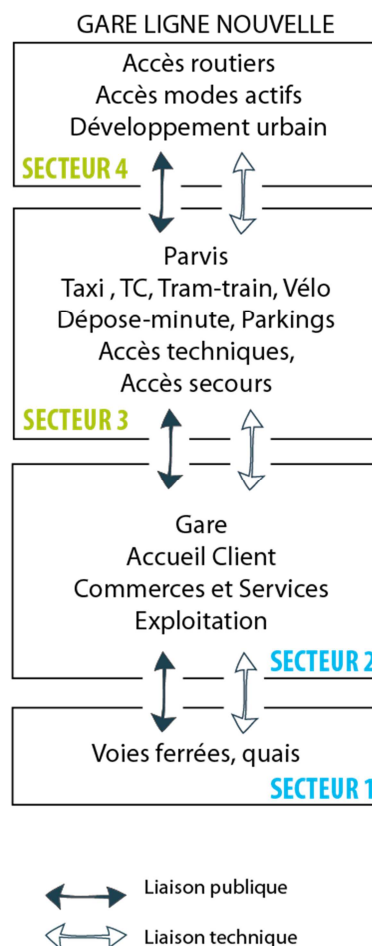 GARE LIGNE NOUVELLE
Accès routiers
Accès modes actifs
Développement urbain
SECTEUR 4
Parvis
Taxi , TC, Tram-train, Vélo
Dépose-minute, Parkings
Accès techniques,
Accès secours
SECTEUR 3
Gare
Accueil Client
Commerces et Services
Exploitation
SECTEUR 2
Voies ferrées, quais
SECTEUR 1
Liaison publique
Liaison technique